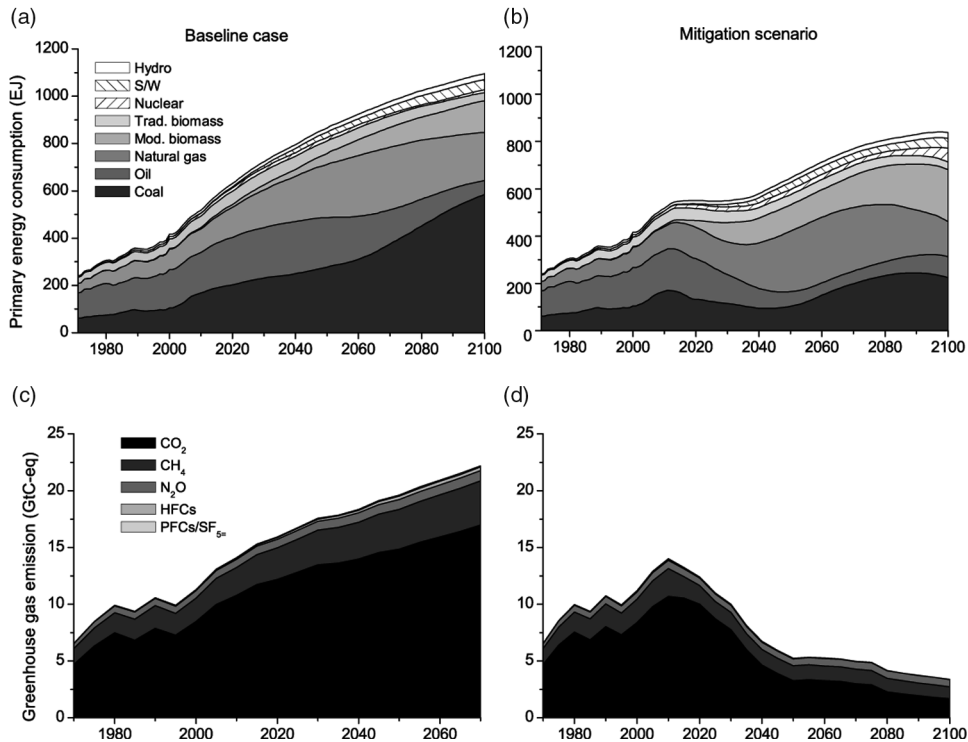 (a)
Baseline case
Primary energy consumption (EJ)
1200
1000
800
600
400
200
0
Hydro
S/W
Nuclear
Trad. biomass
Mod. biomass
Natural gas
Oil
Coal
1980 2000 2020 2040 2060 2080 2100
(b)
Mitigation scenario
1200
1000
800
600
400
200
0
1980 2000 2020 2040 2060 2080 2100
(c)
Greenhouse gas emission (GtC-eq)
25
20
15
10
5
0
CO2
CH4
N2O
HFCs
PFCs/SF5=
1980 2000 2020 2040 2060
(d)
25
20
15
10
5
0
1980 2000 2020 2040 2060 2080 2100